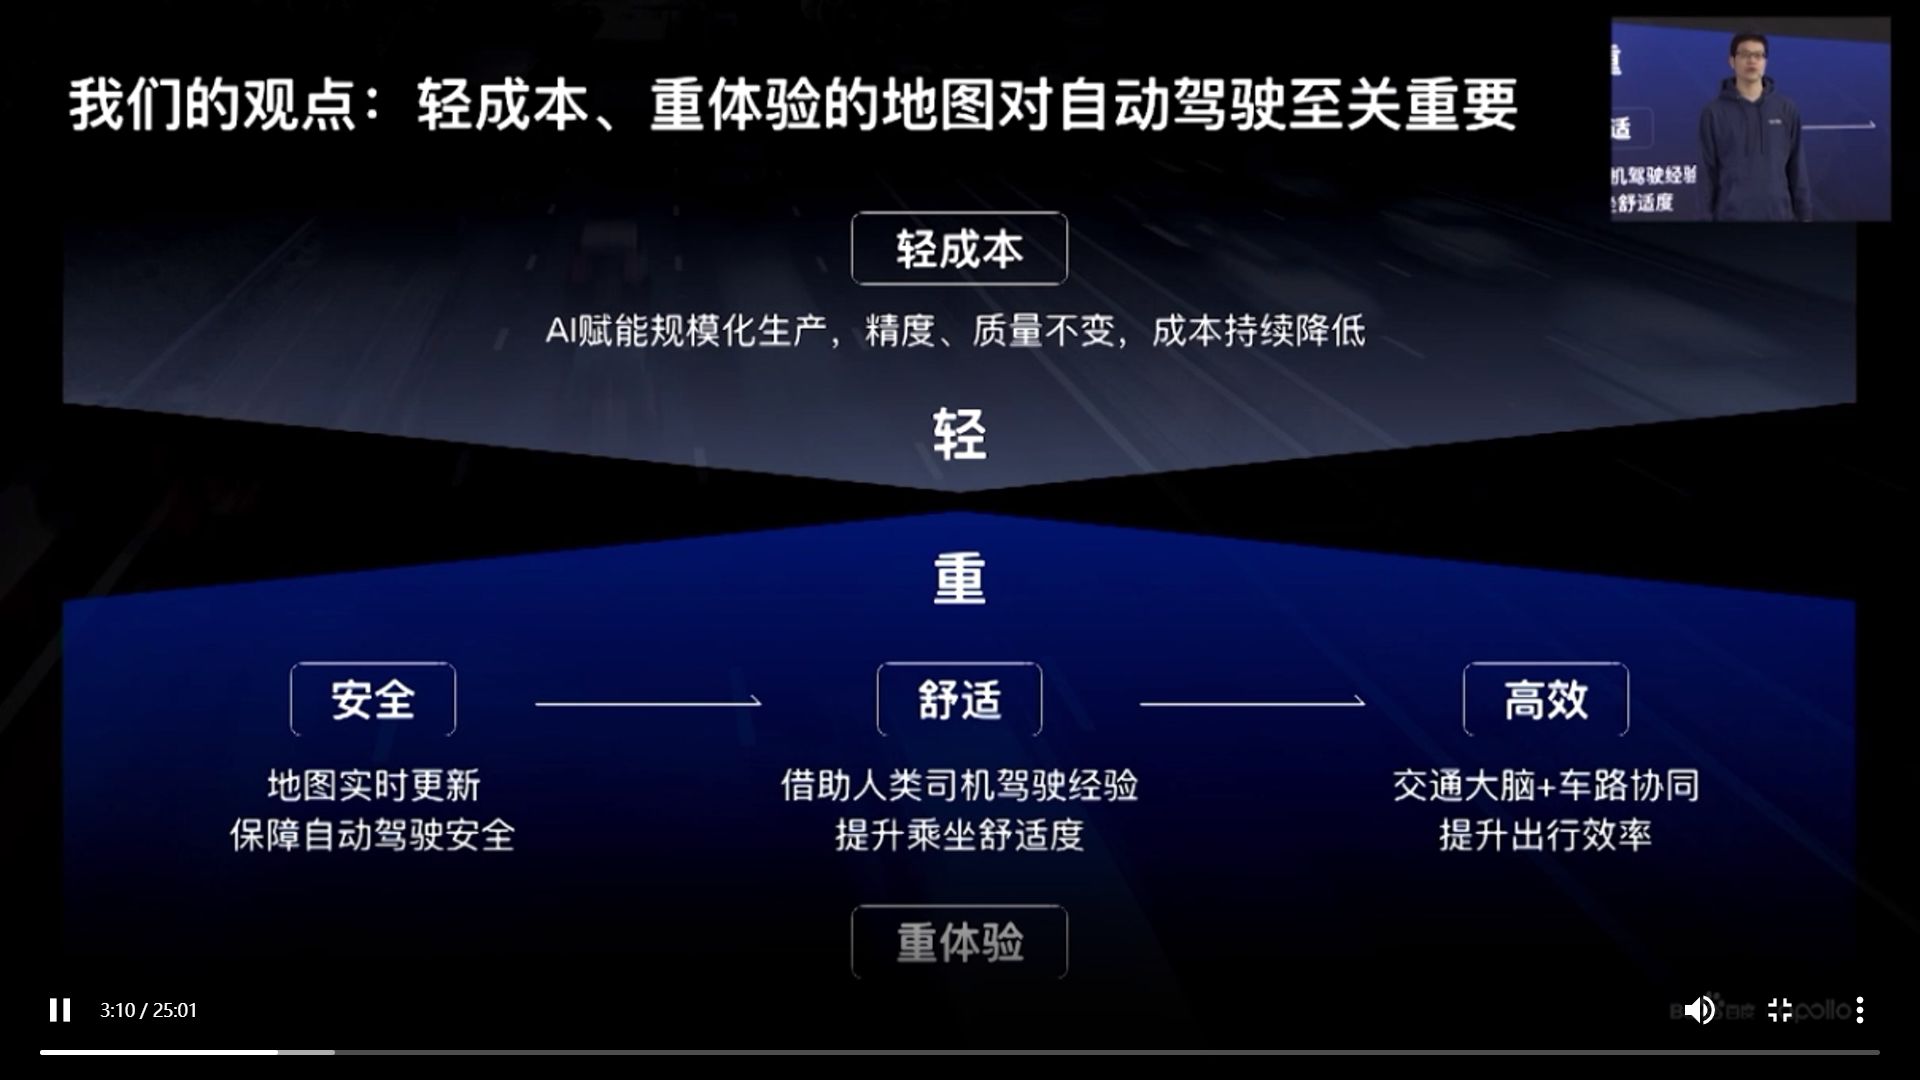 我们的观点：轻成本、重体验的地图对自动驾驶至关重要
重
适
机驾驶经验
舒适度
轻成本
AI赋能规模化生产，精度、质量不变，成本持续降低
轻
重
安全
舒适
高效
地图实时更新
保障自动驾驶安全
借助人类司机驾驶经验
提升乘坐舒适度
交通大脑+车路协同
提升出行效率
重体验
3:10 / 25:01
百度
apollo